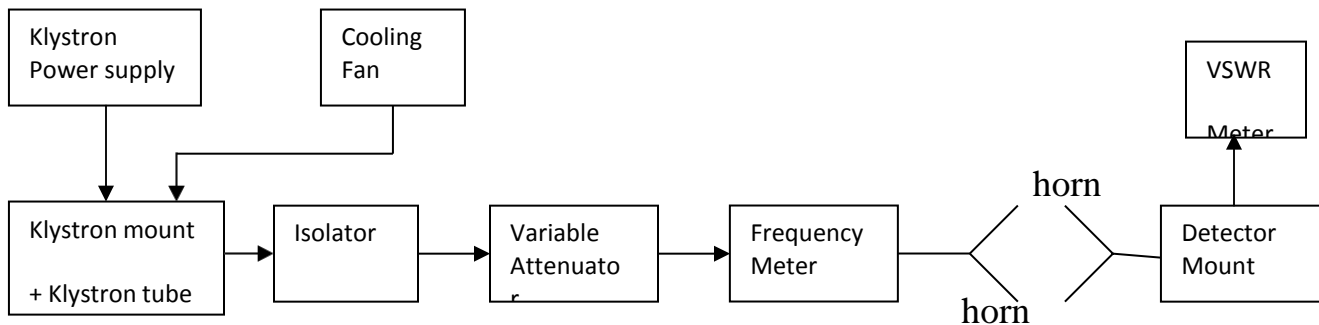 Klystron
Power supply
Cooling
Fan
VSWR
Meter
horn
Klystron mount
+ Klystron tube
Isolator
Variable
Attenuato
r
Frequency
Meter
horn
Detector
Mount